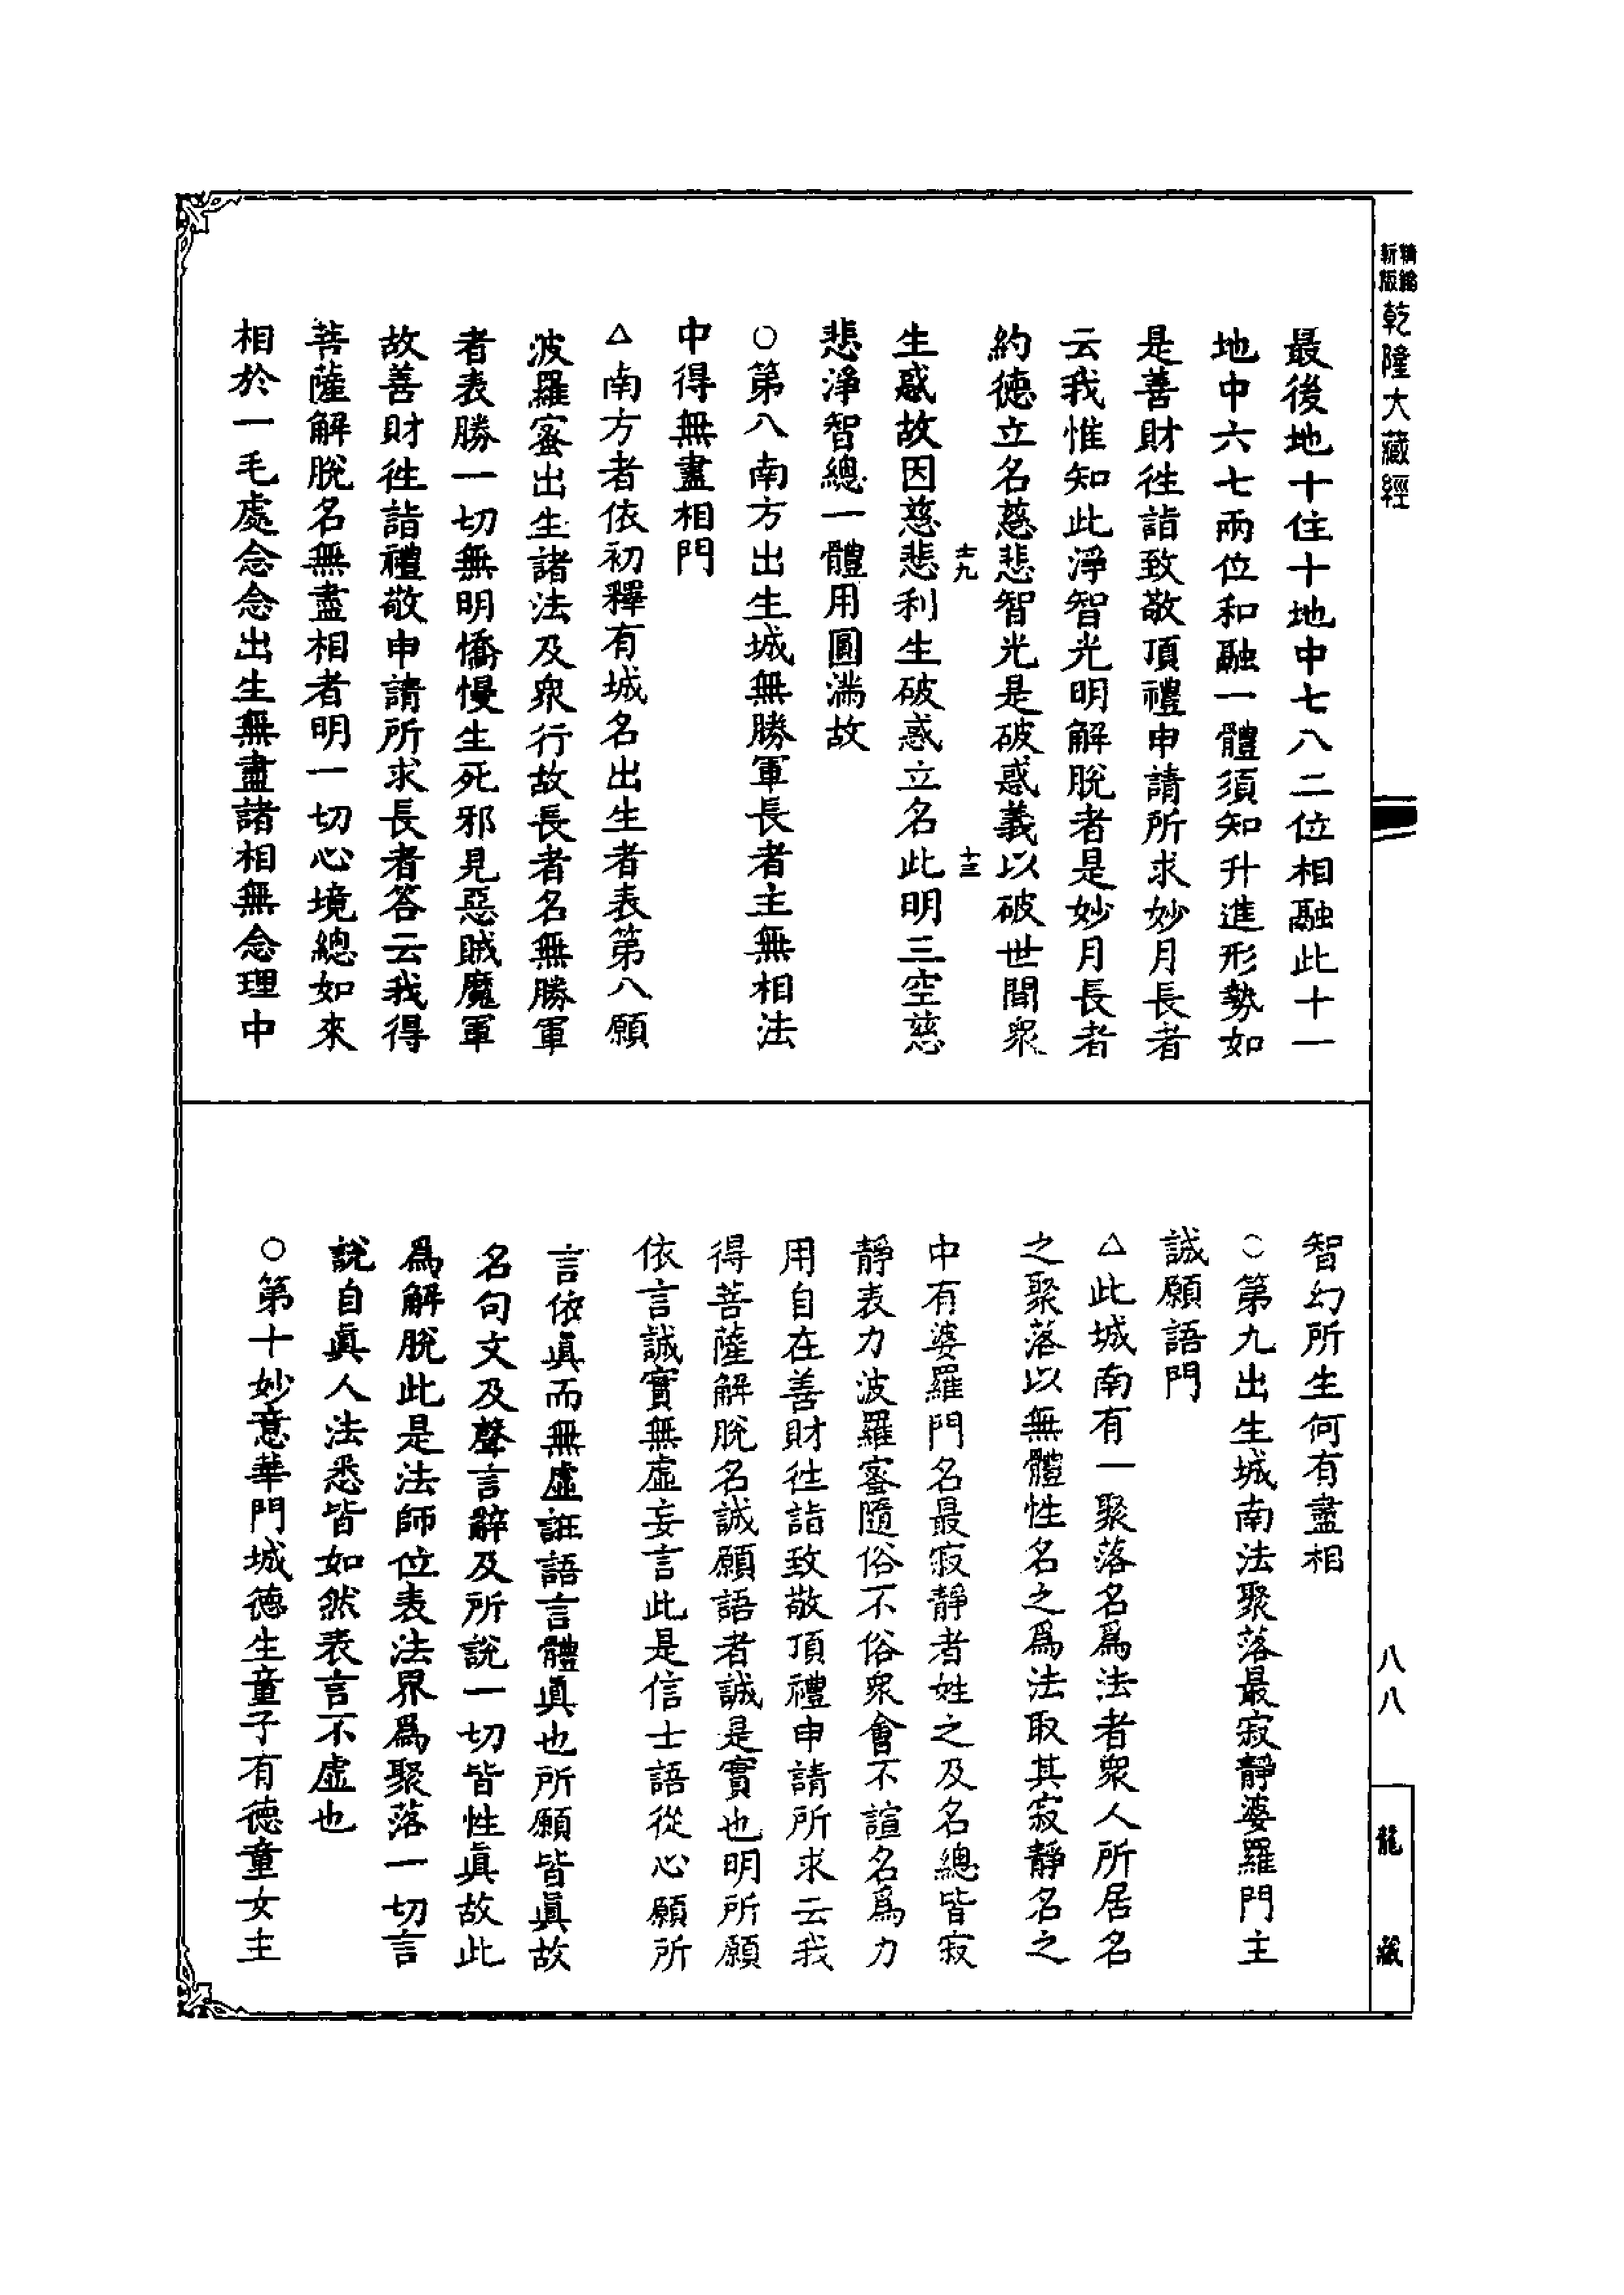 精縮
新版
乾隆大藏經
最後地十住十地中七八二位相融此十一
地中六七兩位和融一體須知升進形勢如
是善財徃詣致敬頂禮申請所求妙月長者
云我惟知此淨智光明解脫者是妙月長者
約德立名慈悲智光是破惑義以破世間衆
十九
十三
生惑故因慈悲利生破惑立名此明三空慈
悲淨智總一體用圓滿故
○第八南方出生城無勝軍長者主無相法
中得無盡相門
△南方者依初釋有城名出生者表第八願
波羅蜜出生諸法及衆行故長者名無勝軍
者表勝一切無明憍慢生死邪見惡賊魔軍
故善財徃詣禮敬申請所求長者答云我得
菩薩解脫名無盡相者明一切心境總如來
相於一毛處念念出生無盡諸相無念理中
智幻所生何有盡相
○第九出生城南法聚落最寂靜婆羅門主
誠願語門
△此城南有一聚落名爲法者衆人所居名
之聚落以無體性名之爲法取其寂靜名之
中有婆羅門名最寂靜者姓之及名總皆寂
靜表力波羅蜜隨俗不俗衆會不諠名爲力
用自在善財徃詣致敬頂禮申請所求云我
得菩薩解脫名誠願語者誠是實也明所願
依言誠實無虛妄言此是信士語從心願所
言依眞而無虛誑語言體眞也所願皆眞故
名句文及聲言辭及所說一切皆性眞故此
爲解脫此是法師位表法界爲聚落一切言
說自眞人法悉皆如然表言不虛也
○第十妙意華門城德生童子有德童女主
八八
龍藏